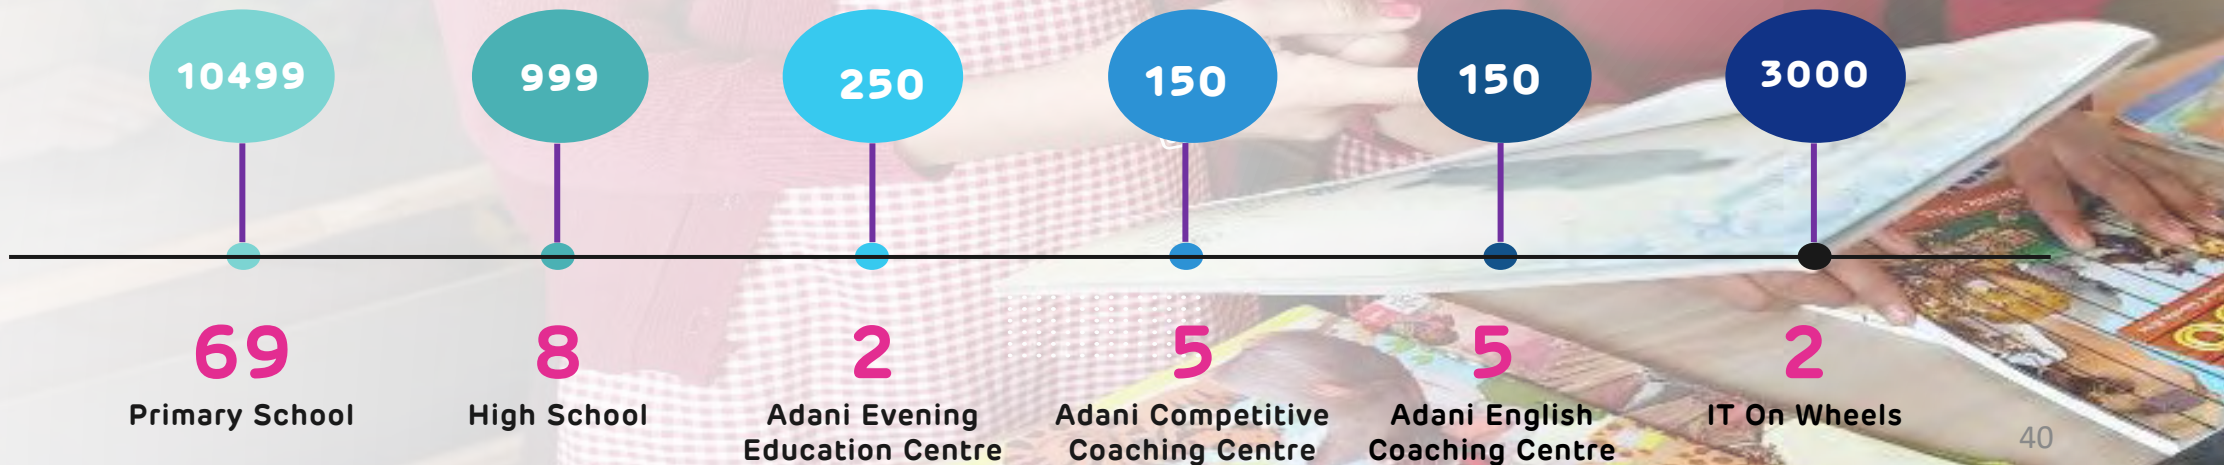 10499
999
250
150
150
3000
69
8
2
5
5
2
Primary School
High School
Adani Evening
Education Centre
Adani Competitive
Coaching Centre
Adani English
Coaching Centre
IT On Wheels
40